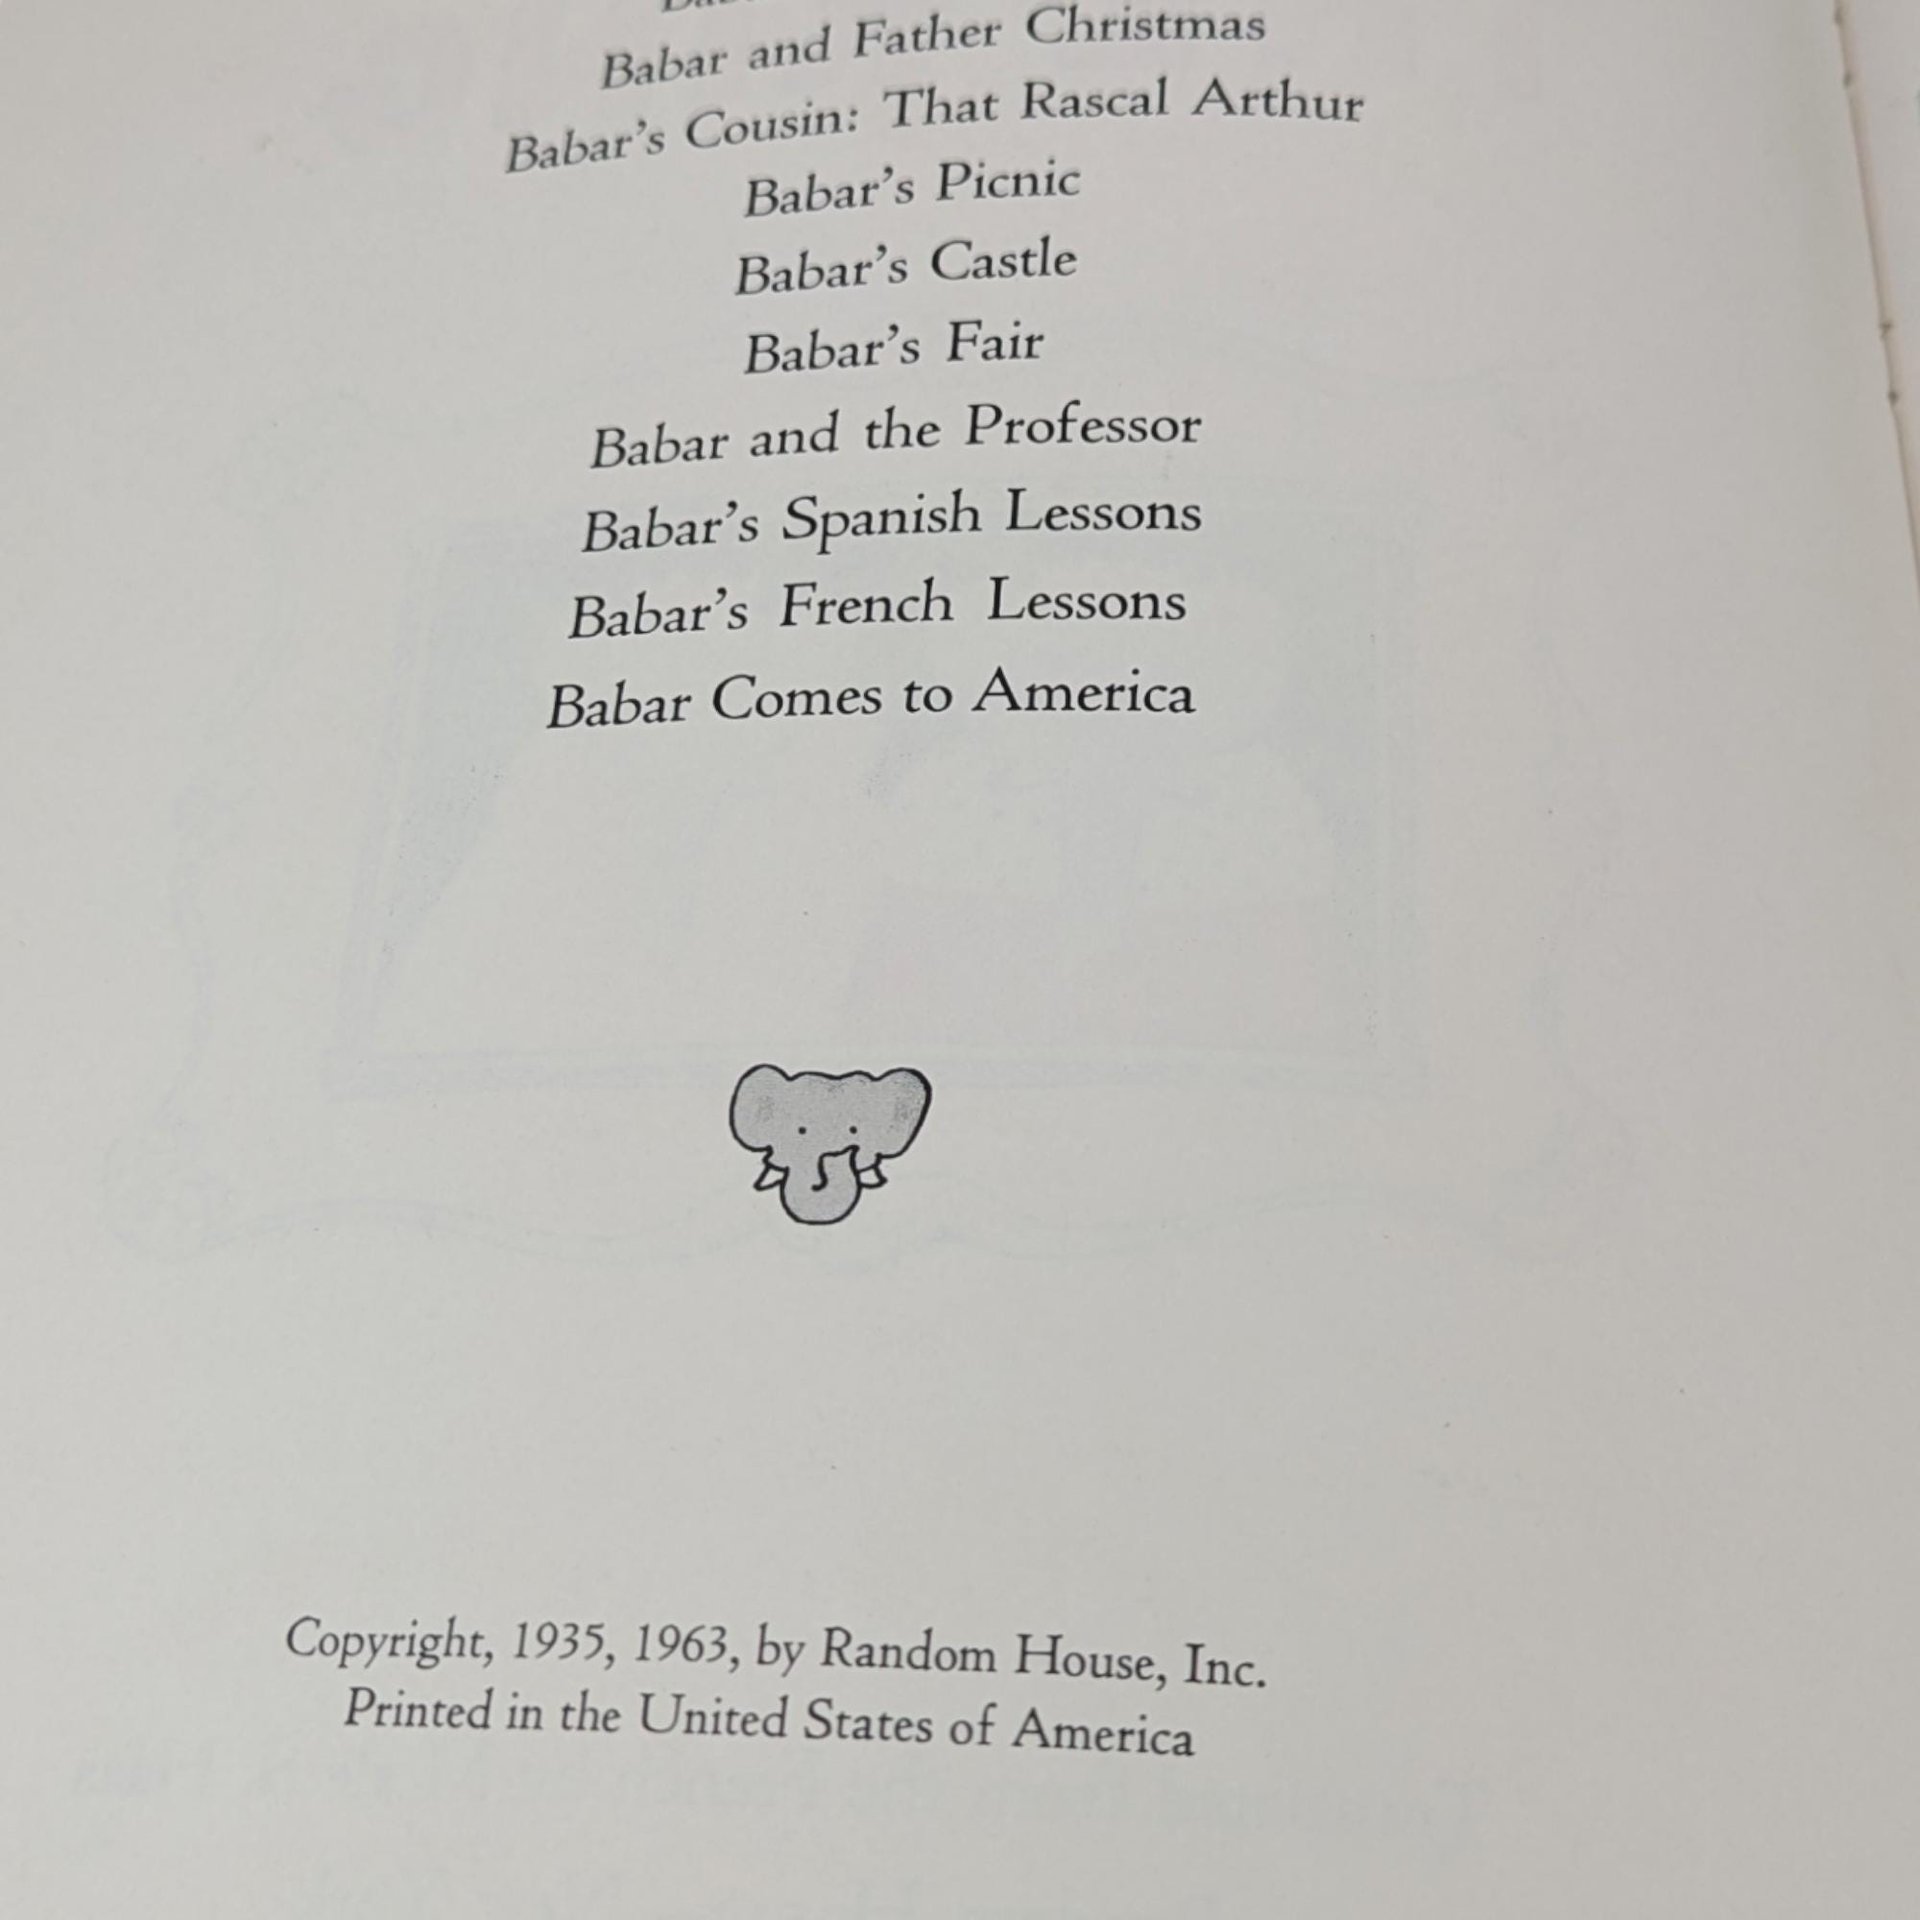 Babar and Father Christmas
Babar's Cousin: That Rascal Arthur
Babar's Picnic
Babar's Castle
Babar's Fair
Babar and the Professor
Babar's Spanish Lessons
Babar's French Lessons
Babar Comes to America
Copyright, 1935, 1963, by Random House, Inc.
Printed in the United States of America